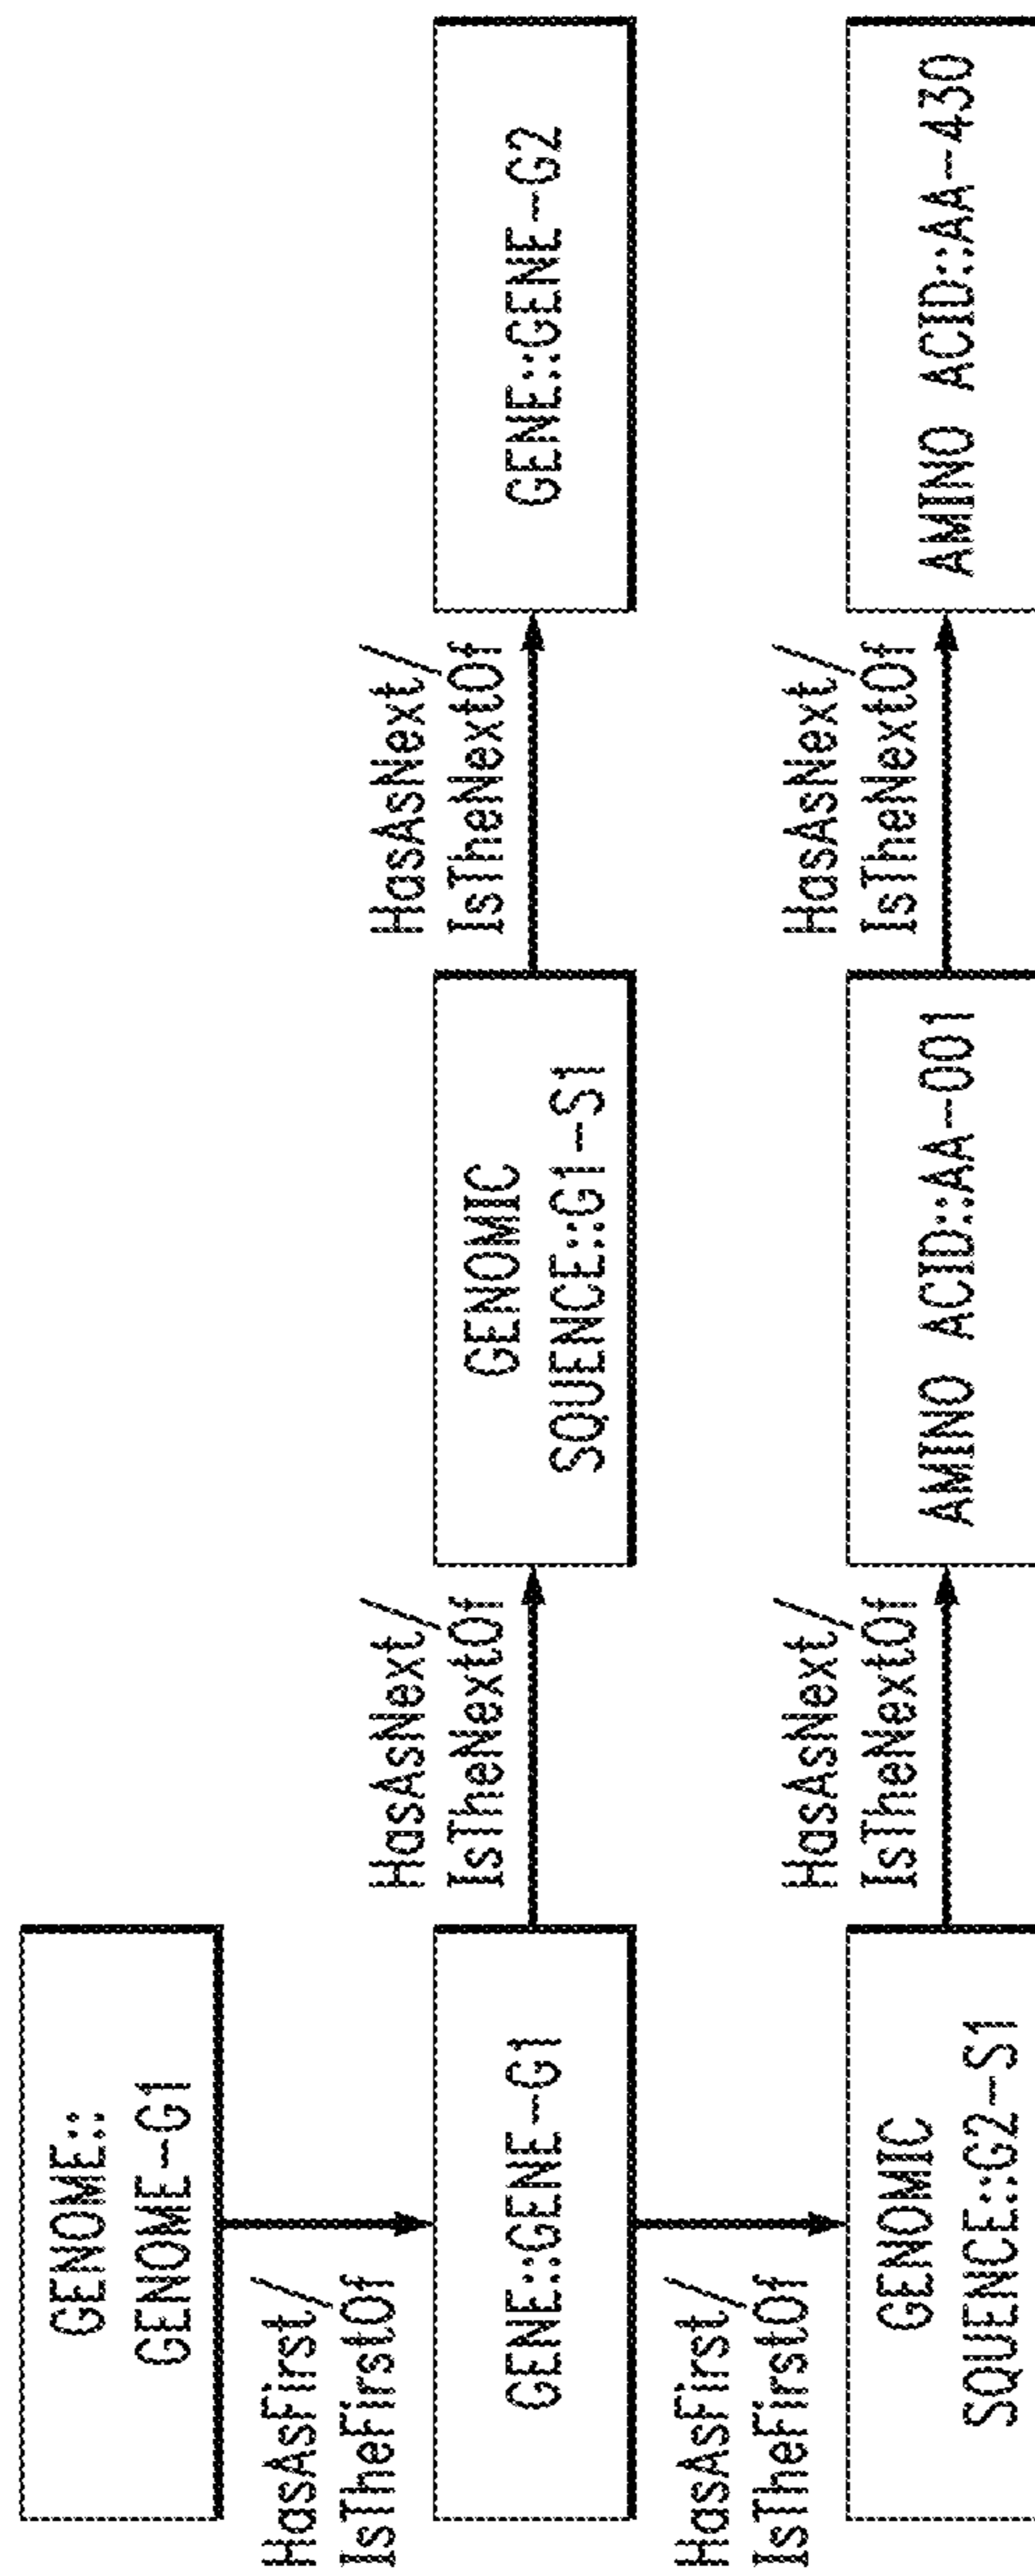 GENOME::
GENOME-G1
HasAsFirst/
IsTheFirstOf
GENE::GENE-G1
HasAsNext/
IsTheNextOf
GENOMIC
SQUENCE::G1-S1
HasAsNext/
IsTheNextOf
GENE::GENE-G2
HasAsFirst/
IsTheFirstOf
GENOMIC
SQUENCE::G2-S1
HasAsNext/
IsTheNextOf
AMINO ACID::AA-001
HasAsNext/
IsTheNextOf
AMINO ACID::AA-430